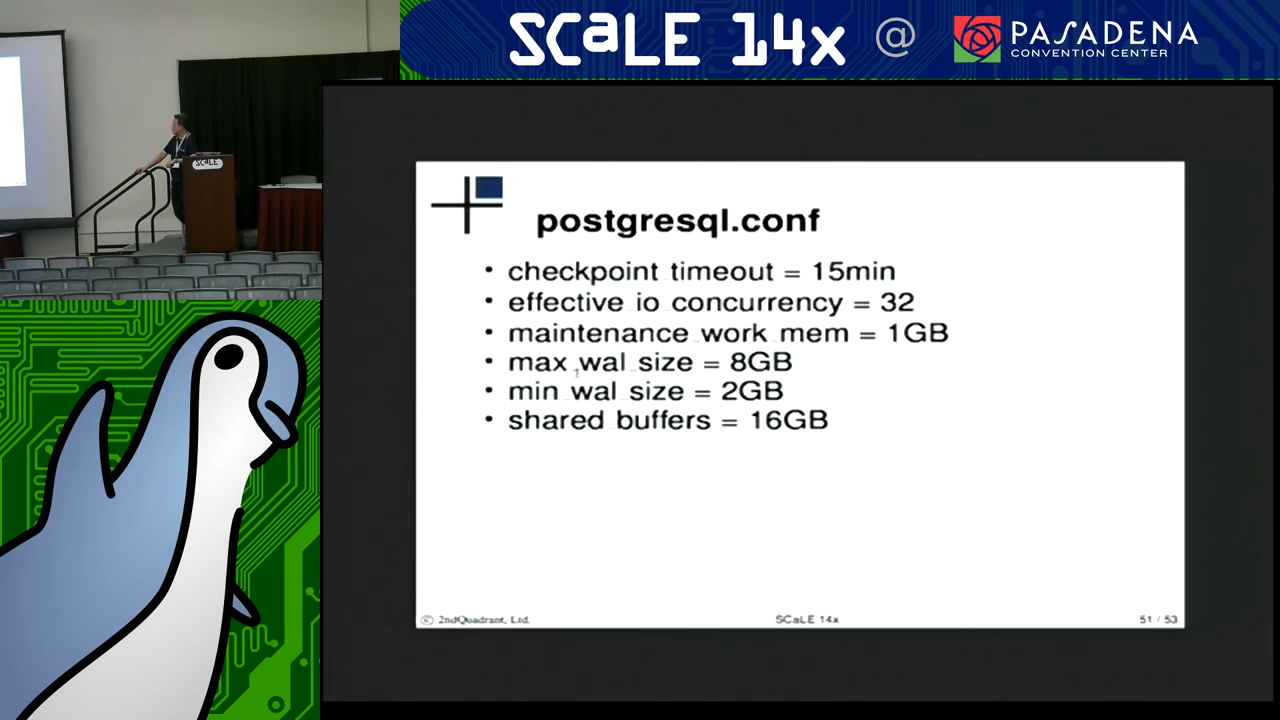 SCaLE 14x @ PASADENA
CONVENTION CENTER
SCaLE
postgresql.conf
• checkpoint timeout = 15min
• effective io concurrency = 32
• maintenance work mem = 1GB
• max wal size = 8GB
• min wal size = 2GB
• shared buffers = 16GB
© 2ndQuadrant, Ltd.
SCaLE 14x
51 / 53